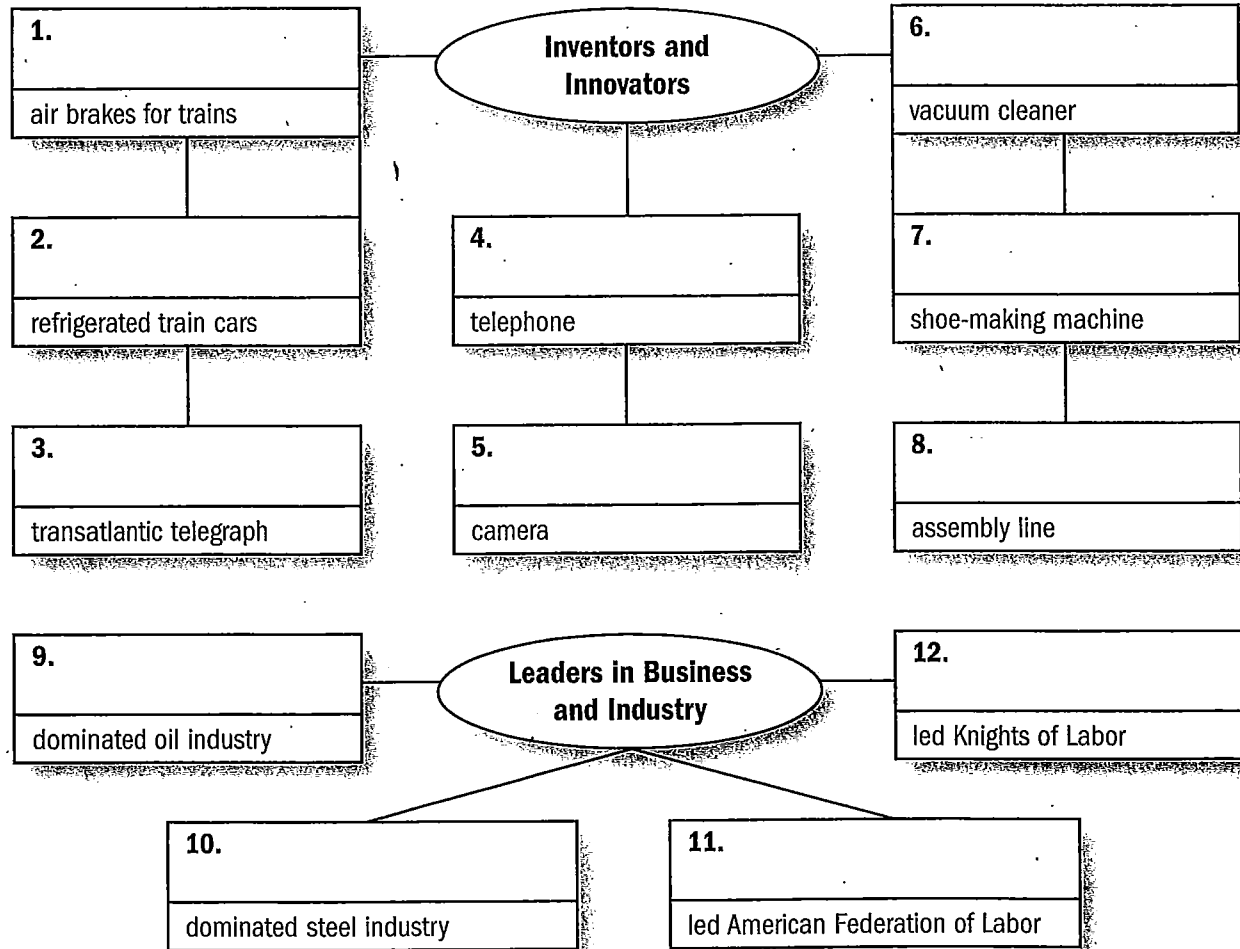 1.
air brakes for trains
2.
refrigerated train cars
3.
transatlantic telegraph
Inventors and
Innovators
4.
telephone
5.
camera
6.
vacuum cleaner
7.
shoe-making machine
8.
assembly line
9.
dominated oil industry
Leaders in Business
and Industry
10.
dominated steel industry
11.
led American Federation of Labor
12.
led Knights of Labor